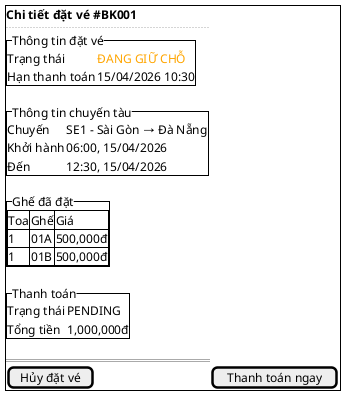 Chi tiết đặt vé #BK001
Thông tin đặt vé
Trạng thái ĐANG GIỮ CHỖ
Hạn thanh toán 15/04/2026 10:30
Thông tin chuyến tàu
Chuyến SE1 - Sài Gòn → Đà Nẵng
Khởi hành 06:00, 15/04/2026
Đến 12:30, 15/04/2026
Ghế đã đặt
Toa Ghế Giá
1 01A 500,000đ
1 01B 500,000đ
Thanh toán
Trạng thái PENDING
Tổng tiền 1,000,000đ
Hủy đặt vé Thanh toán ngay